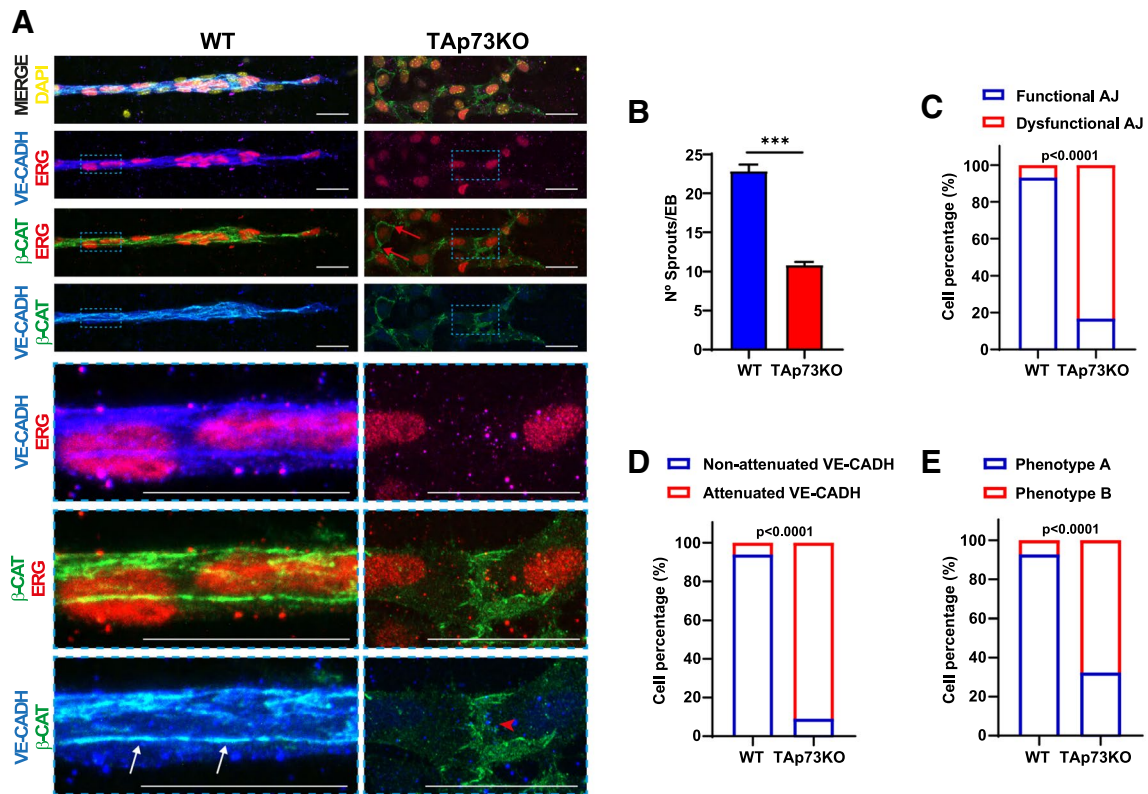 A
WT
TAp73KO
MERGE
DAPI
VE-CADH
ERG
β-CAT
ERG
VE-CADH
β-CAT
VE-CADH
ERG
β-CAT
ERG
VE-CADH
β-CAT
B
***
Nº Sprouts/EB
25
20
15
10
5
0
WT
TAp73KO
C
Functional AJ
Dysfunctional AJ
p<0.0001
Cell percentage (%)
100
80
60
40
20
0
WT TAp73KO
D
Non-attenuated VE-CADH
Attenuated VE-CADH
p<0.0001
Cell percentage (%)
100
80
60
40
20
0
WT TAp73KO
E
Phenotype A
Phenotype B
p<0.0001
Cell percentage (%)
100
80
60
40
20
0
WT TAp73KO